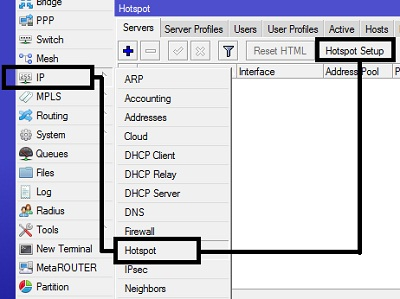 Bridge
PPP
Switch
Mesh
IP
MPLS
Routing
System
Queues
Files
Log
Radius
Tools
New Terminal
MetaROUTER
Partition
ARP
Accounting
Addresses
Cloud
DHCP Client
DHCP Relay
DHCP Server
DNS
Firewall
Hotspot
IPsec
Neighbors
Hotspot
Servers Server Profiles Users User Profiles Active Hosts
Reset HTML Hotspot Setup
Interface Address Pool P